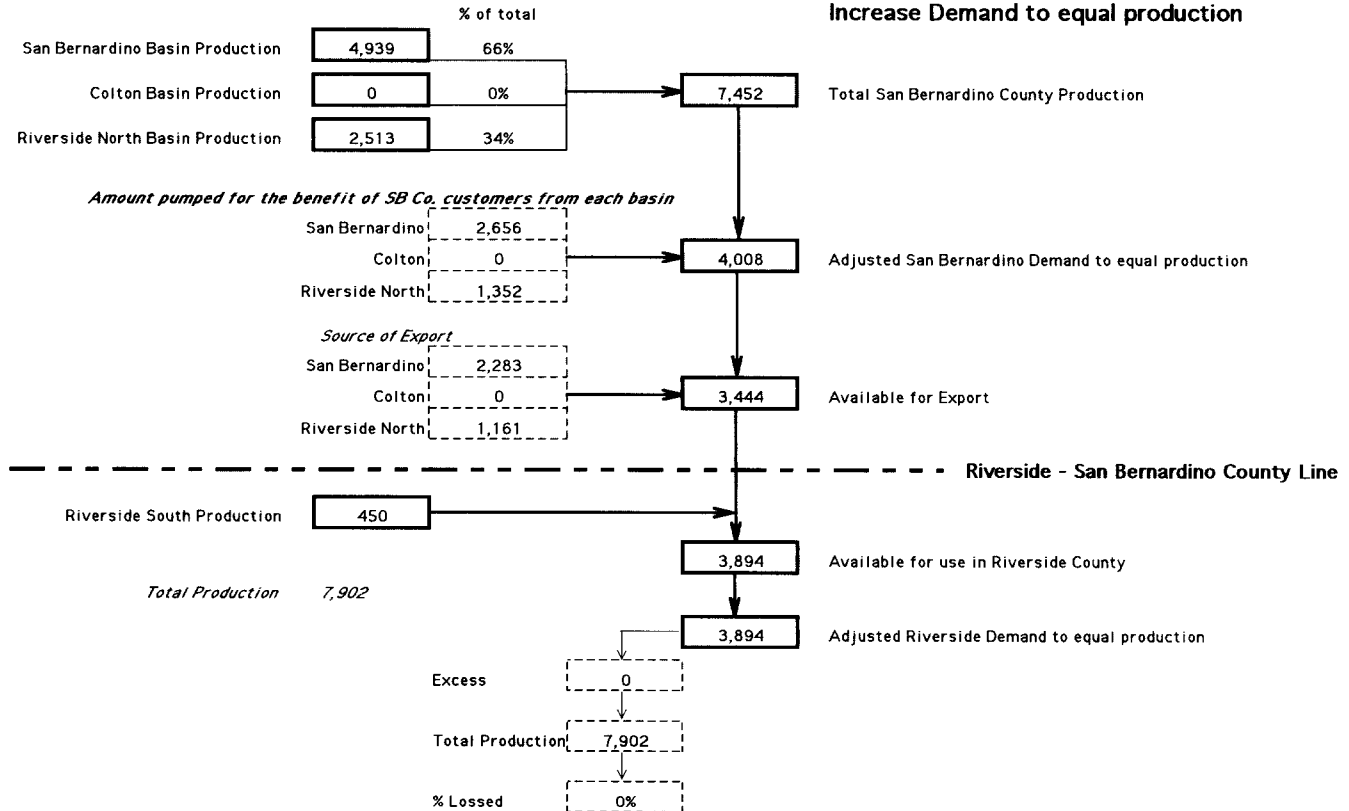 % of total
Increase Demand to equal production
San Bernardino Basin Production 4,939 66%
Colton Basin Production 0 0% 7,452 Total San Bernardino County Production
Riverside North Basin Production 2,513 34%
Amount pumped for the benefit of SB Co. customers from each basin
San Bernardino 2,656
Colton 0 4,008 Adjusted San Bernardino Demand to equal production
Riverside North 1,352
Source of Export
San Bernardino 2,283
Colton 0 3,444 Available for Export
Riverside North 1,161
Riverside - San Bernardino County Line
Riverside South Production 450
3,894 Available for use in Riverside County
Total Production 7,902
3,894 Adjusted Riverside Demand to equal production
Excess 0
Total Production 7,902
% Lossed 0%